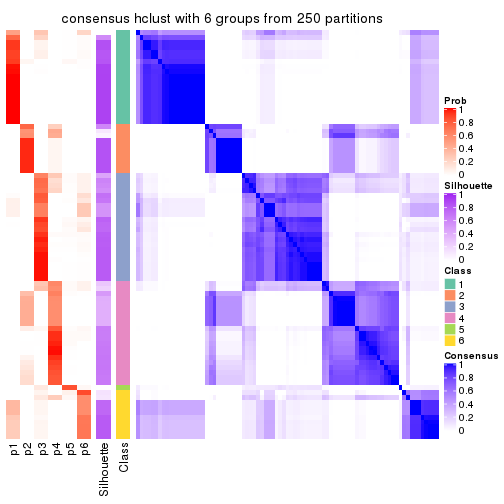 consensus hclust with 6 groups from 250 partitions
Prob
1
0.8
0.6
0.4
0.2
0
Silhouette
1
0.8
0.6
0.4
0.2
0
Class
1
2
3
4
5
6
Consensus
1
0.8
0.6
0.4
0.2
0
p1
p2
p3
p4
p5
p6
Silhouette
Class